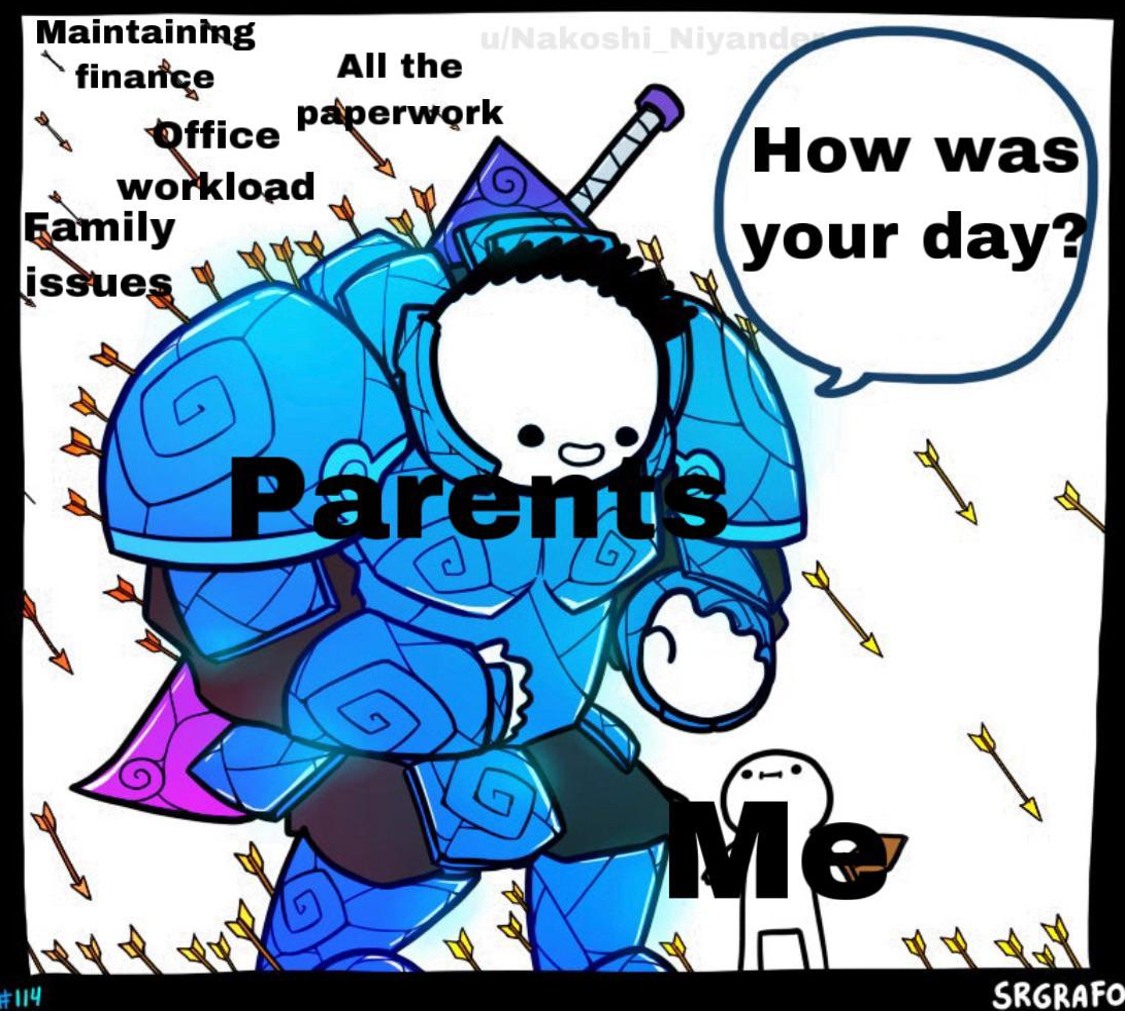 Maintaining
finance
u/Nakoshi_Niyander
All the
paperwork
Office
workload
Family
issues
How was
your day?
Parents
Me
#114
SRGRAFO